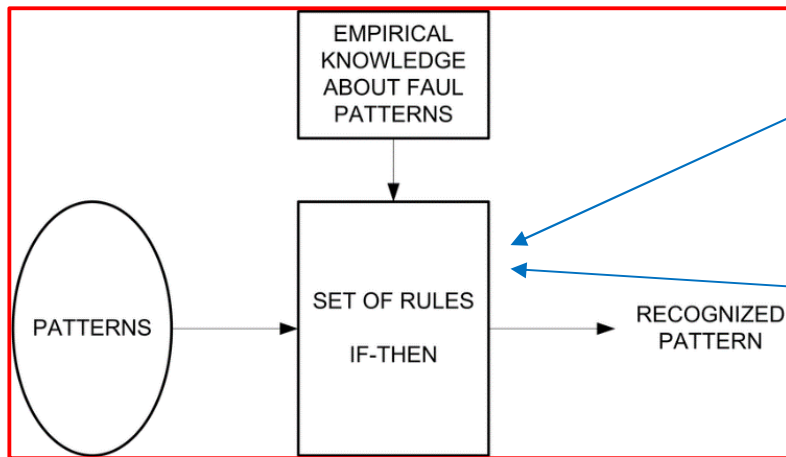 EMPIRICAL
KNOWLEDGE
ABOUT FAUL
PATTERNS
PATTERNS
SET OF RULES
IF-THEN
RECOGNIZED
PATTERN